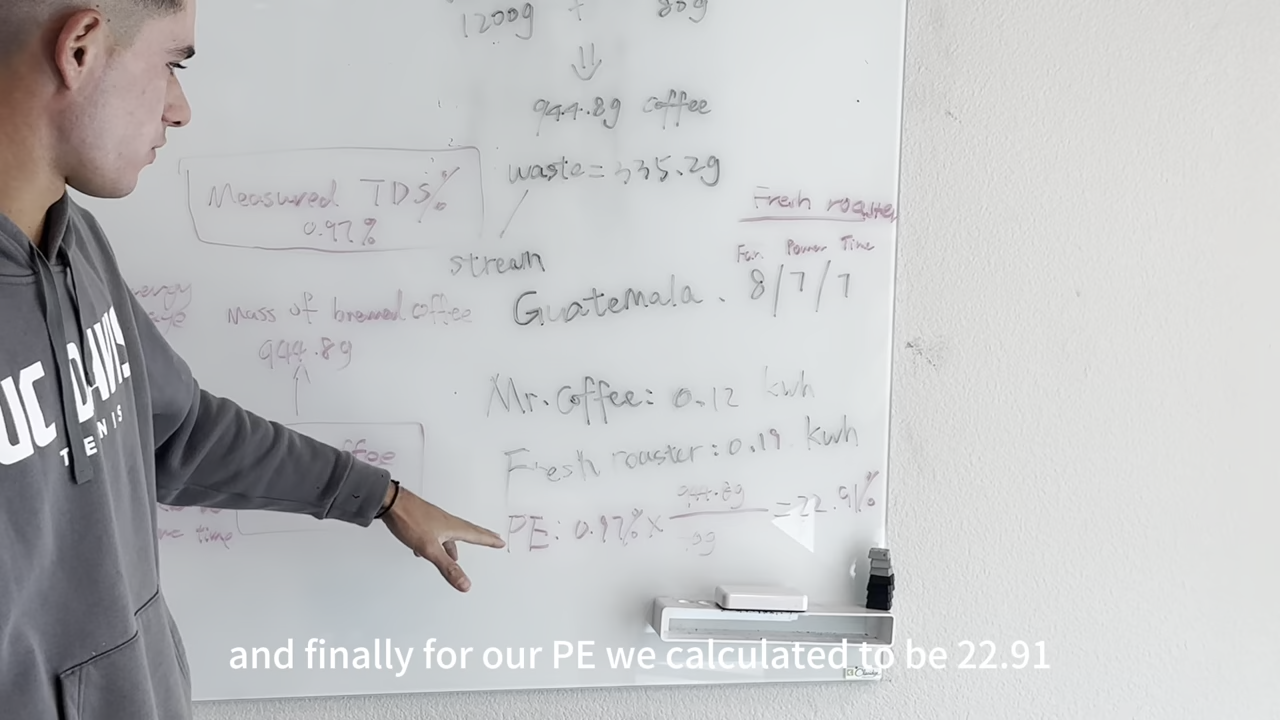 1200g + 80g
⇓
944.8g coffee
waste = 335.2g
Measured TDS%
0.97%
stream
Fresh roaster
Fan Power Time
8/7/7
Guatemala.
Mass of brewed coffee
944.8g
Mr. Coffee: 0.12 kwh
Fresh roaster: 0.19 kwh
PE: 0.97% × 944.8g = 22.91%
time
UC DAVIS
TENIS
and finally for our PE we calculated to be 22.91